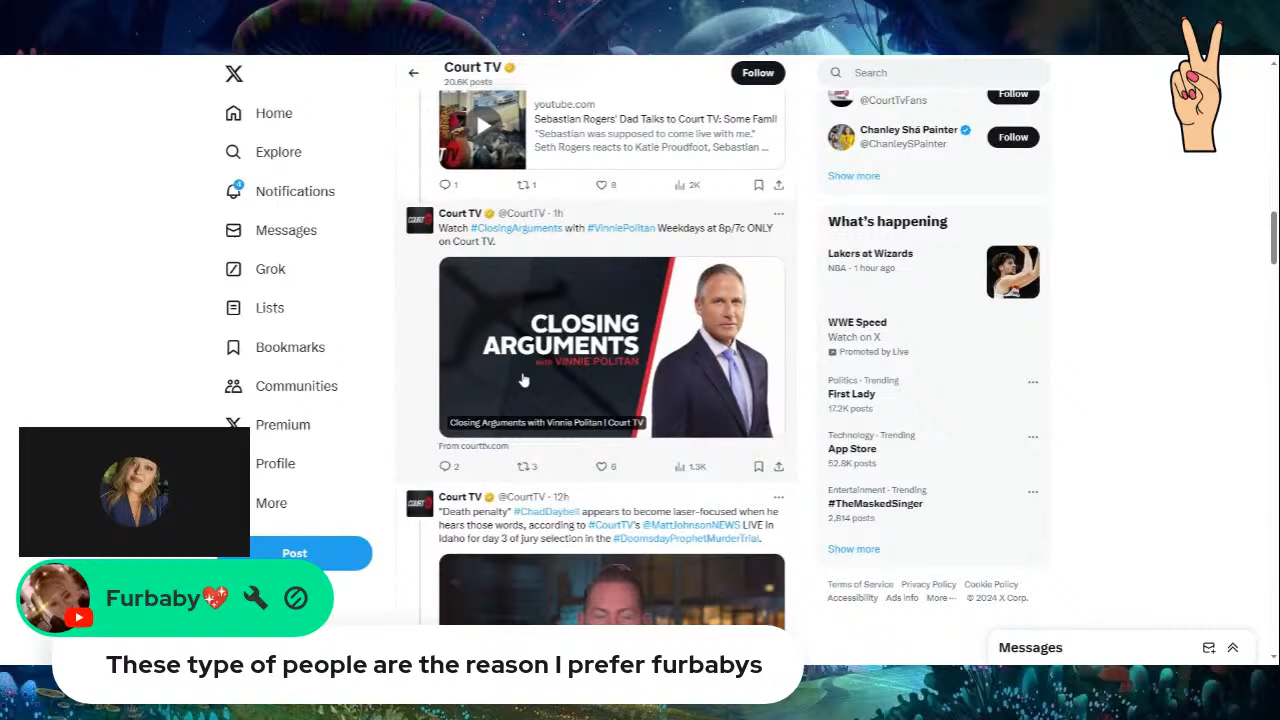 Home
Explore
4
Notifications
Messages
Grok
Lists
Bookmarks
Communities
Premium
Profile
More
Post
Court TV
20.6K posts
Follow
youtube.com
Sebastian Rogers' Dad Talks to Court TV: Some Famil
"Sebastian was supposed to come live with me."
Seth Rogers reacts to Katie Proudfoot, Sebastian ...
1
1
8
2K
Court TV @CourtTV · 1h
Watch #ClosingArguments with #VinniePolitan Weekdays at 8p/7c ONLY
on Court TV.
CLOSING
ARGUMENTS
with VINNIE POLITAN
Closing Arguments with Vinnie Politan | Court TV
From courttv.com
2
3
6
1.3K
Court TV @CourtTV · 12h
"Death penalty" #ChadDaybell appears to become laser-focused when he
hears those words, according to #CourtTV's @MattJohnsonNEWS LIVE in
Idaho for day 3 of jury selection in the #DoomsdayProphetMurderTrial.
Search
@CourtTvFans
Follow
Chanley Shá Painter
@ChanleySPainter
Follow
Show more
What's happening
Lakers at Wizards
NBA · 1 hour ago
WWE Speed
Watch on X
Promoted by Live
Politics · Trending
First Lady
17.2K posts
Technology · Trending
App Store
52.8K posts
Entertainment · Trending
#TheMaskedSinger
2,814 posts
Show more
Terms of Service Privacy Policy Cookie Policy
Accessibility Ads info More ··· © 2024 X Corp.
Messages
Furbaby💖
These type of people are the reason I prefer furbabys